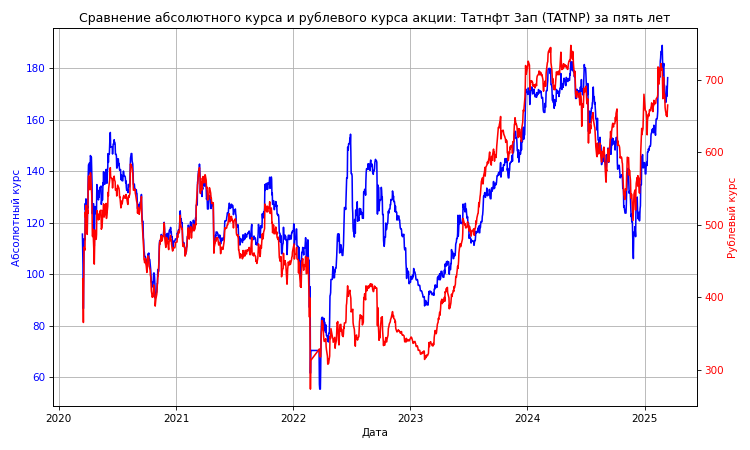 Сравнение абсолютного курса и рублевого курса акции: Татнфт 3ап (TATNP) за пять лет
180
160
140
120
100
80
60
Абсолютный курс
700
600
500
400
300
Рублевый курс
2020 2021 2022 2023 2024 2025
Дата